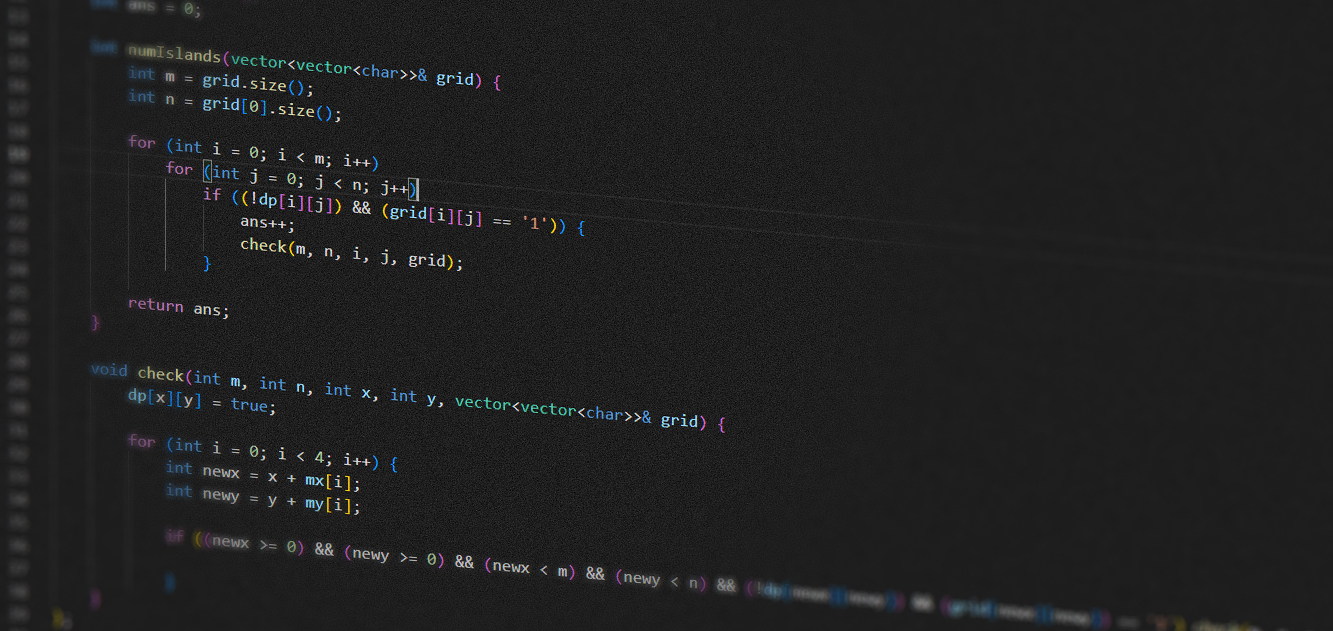 int ans = 0;
int numIslands(vector<vector<char>>& grid) {
int m = grid.size();
int n = grid[0].size();
for (int i = 0; i < m; i++)
for (int j = 0; j < n; j++)
if ((!dp[i][j]) && (grid[i][j] == '1')) {
ans++;
check(m, n, i, j, grid);
}
return ans;
}
void check(int m, int n, int x, int y, vector<vector<char>>& grid) {
dp[x][y] = true;
for (int i = 0; i < 4; i++) {
int newx = x + mx[i];
int newy = y + my[i];
if ((newx >= 0) && (newy >= 0) && (newx < m) && (newy < n) && (!dp[newx][newy]) && (grid[newx][newy] ==
}
}
};